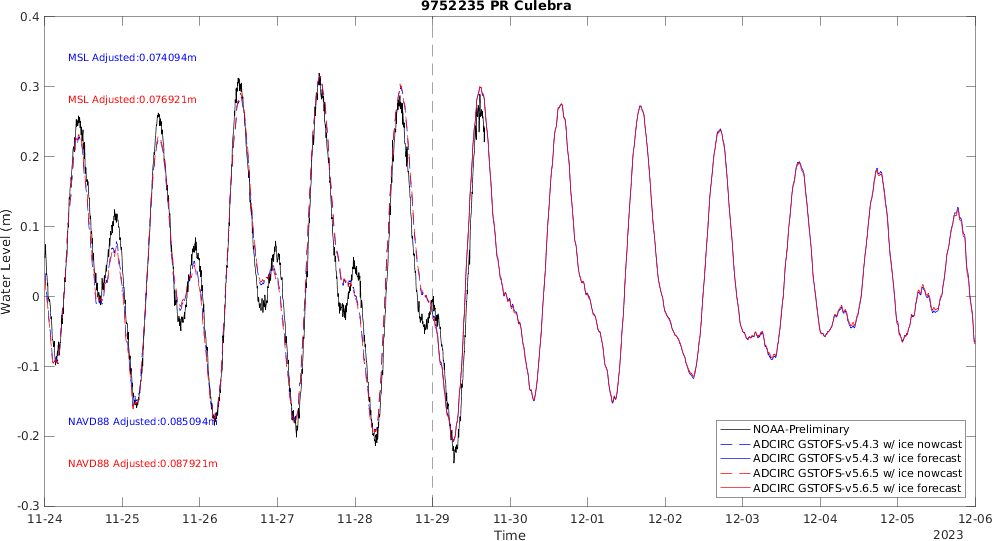 9752235 PR Culebra
0.4
0.3
0.2
0.1
0
-0.1
-0.2
-0.3
Water Level (m)
MSL Adjusted:0.074094m
MSL Adjusted:0.076921m
NAVD88 Adjusted:0.085094m
NAVD88 Adjusted:0.087921m
NOAA-Preliminary
ADCIRC GSTOFS-v5.4.3 w/ ice nowcast
ADCIRC GSTOFS-v5.4.3 w/ ice forecast
ADCIRC GSTOFS-v5.6.5 w/ ice nowcast
ADCIRC GSTOFS-v5.6.5 w/ ice forecast
11-24 11-25 11-26 11-27 11-28 11-29 11-30 12-01 12-02 12-03 12-04 12-05 12-06
Time
2023